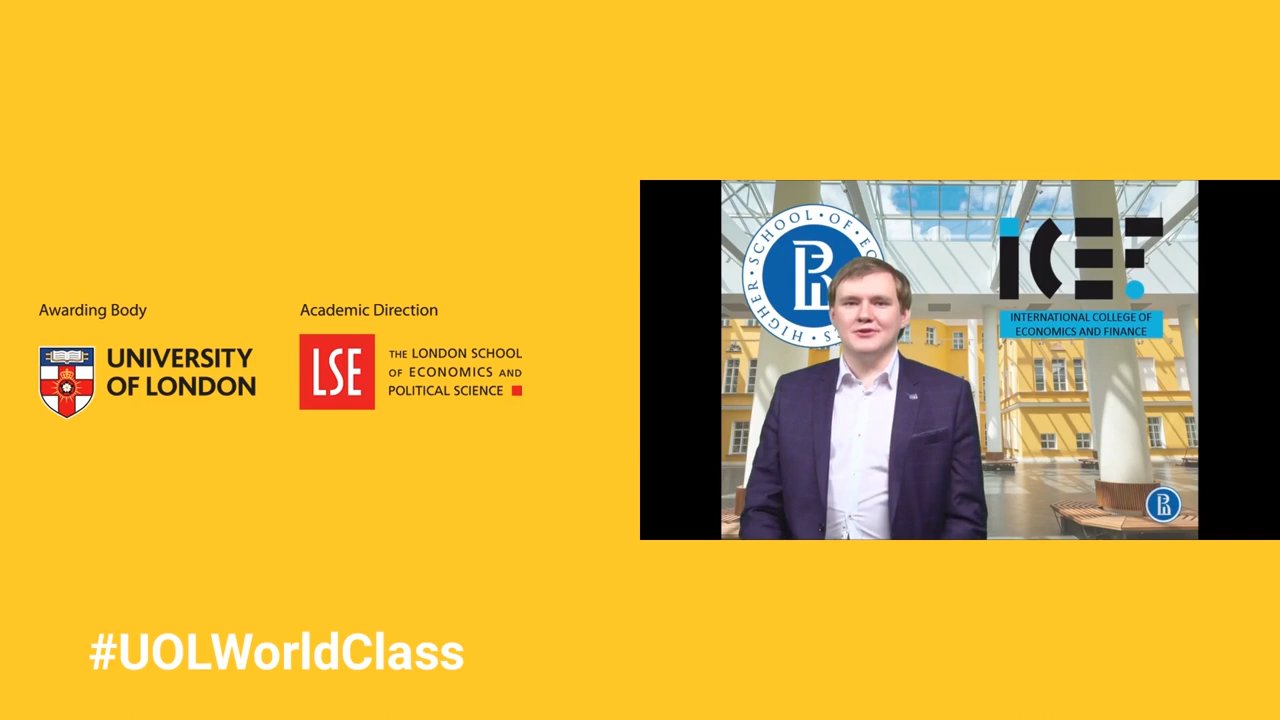 Awarding Body
UNIVERSITY
OF LONDON
Academic Direction
LSE
THE LONDON SCHOOL
OF ECONOMICS AND
POLITICAL SCIENCE
HIGHER • SCHOOL • OF
ICEF
INTERNATIONAL COLLEGE OF
ECONOMICS AND FINANCE
#UOLWorldClass